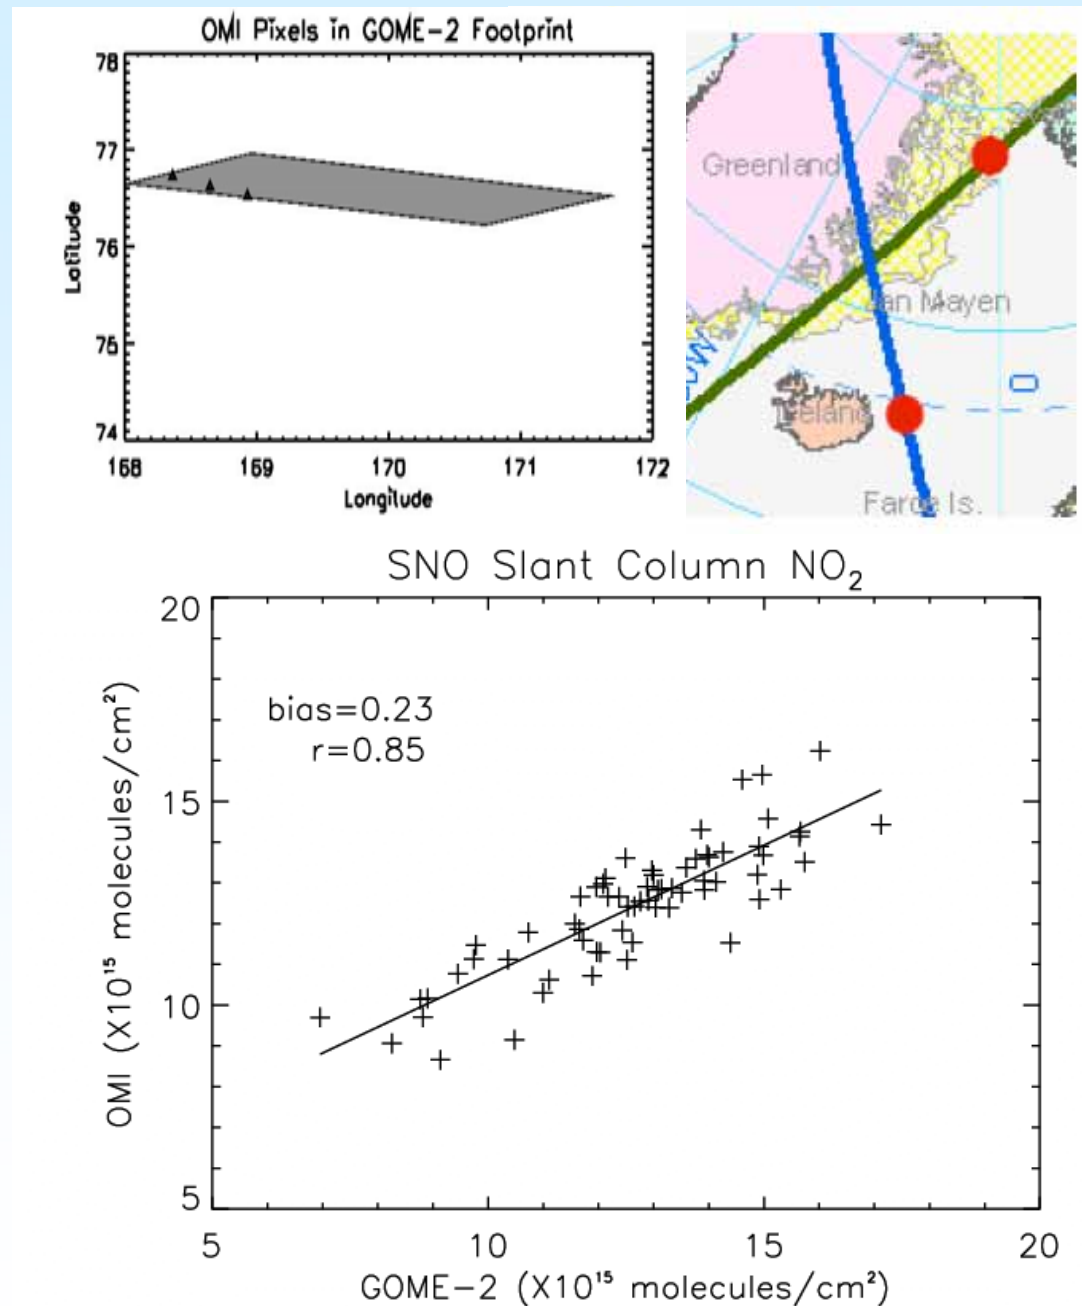 OMI Pixels in GOME-2 Footprint
78
77
76
75
74
Latitude
168
169
170
171
172
Longitude
Greenland
Jan Mayen
Iceland
0
Faroe Is.
SNO Slant Column NO₂
20
15
10
5
OMI (X10¹⁵ molecules/cm²)
bias=0.23
r=0.85
5
10
15
20
GOME-2 (X10¹⁵ molecules/cm²)